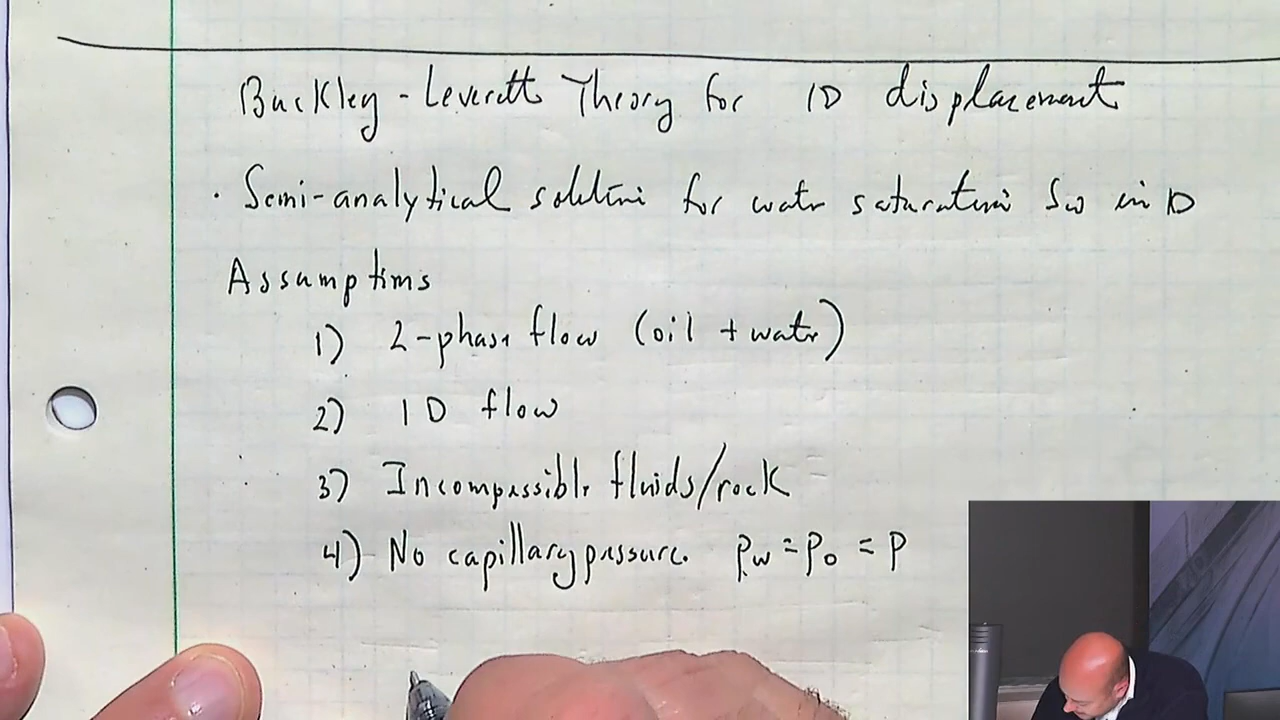 Buckley-Leverett Theory for 1D displacement
· Semi-analytical solution for water saturation Sw in 1D
Assumptions
1) 2-phase flow (oil + water)
2) 1D flow
3) Incompressible fluids/rock
4) No capillary pressure. pw = po = p